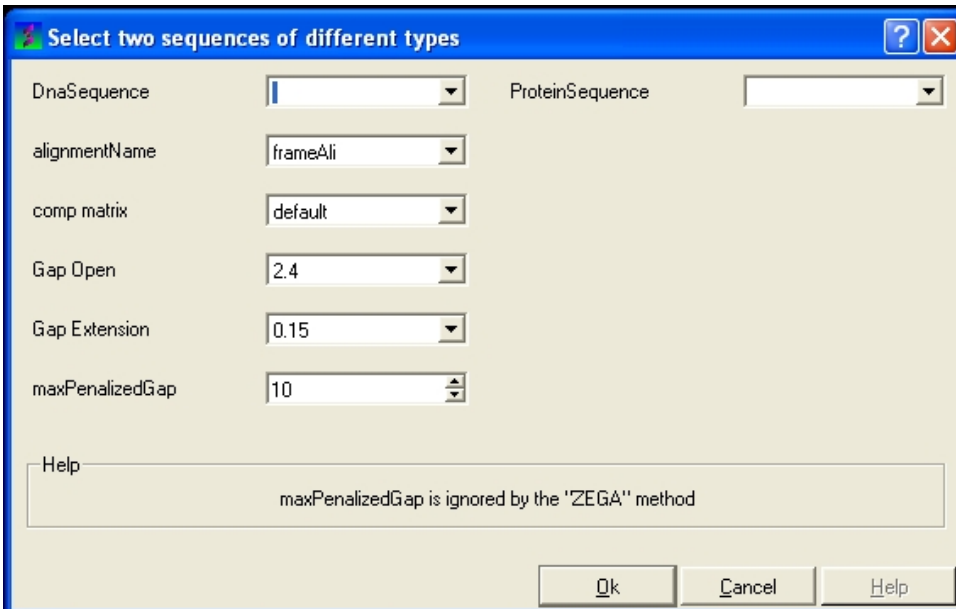 Select two sequences of different types
DnaSequence ProteinSequence
alignmentName frameAli
comp matrix default
Gap Open 2.4
Gap Extension 0.15
maxPenalizedGap 10
Help
maxPenalizedGap is ignored by the "ZEGA" method
Ok Cancel Help